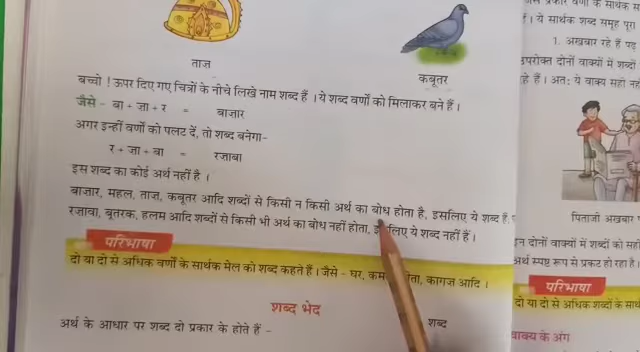 ताज
कबूतर
बच्चो ! ऊपर दिए गए चित्रों के नीचे लिखे नाम शब्द हैं । ये शब्द वर्णों को मिलाकर बने हैं ।
जैसे - बा + ज़ा + र = बाज़ार
अगर इन्हीं वर्णों को पलट दें, तो शब्द बनेगा-
र + ज़ा + बा = रज़ाबा
इस शब्द का कोई अर्थ नहीं है ।
बाज़ार, महल, ताज, कबूतर आदि शब्दों से किसी न किसी अर्थ का बोध होता है, इसलिए ये शब्द हैं,
रज़ाबा, बूतरक, हलम आदि शब्दों से किसी भी अर्थ का बोध नहीं होता, ये शब्द नहीं हैं ।
परिभाषा
दो या दो से अधिक वर्णों के सार्थक मेल को शब्द कहते हैं । जैसे - घर, कागज आदि ।
शब्द भेद
अर्थ के आधार पर शब्द दो प्रकार के होते हैं -
शब्द
के सार्थक
ये सार्थक शब्द समूह पूरा
1. अखबार रहे हैं पढ़
उपरोक्त दोनों वाक्यों में शब्दों
हे हैं । अतः ये वाक्य सही नहीं
पिताजी अखबार
इन दोनों वाक्यों में शब्दों को सही
अर्थ स्पष्ट रूप से प्रकट हो रहा है ।
परिभाषा
दो या दो से अधिक शब्दों के
वाक्य के अंग